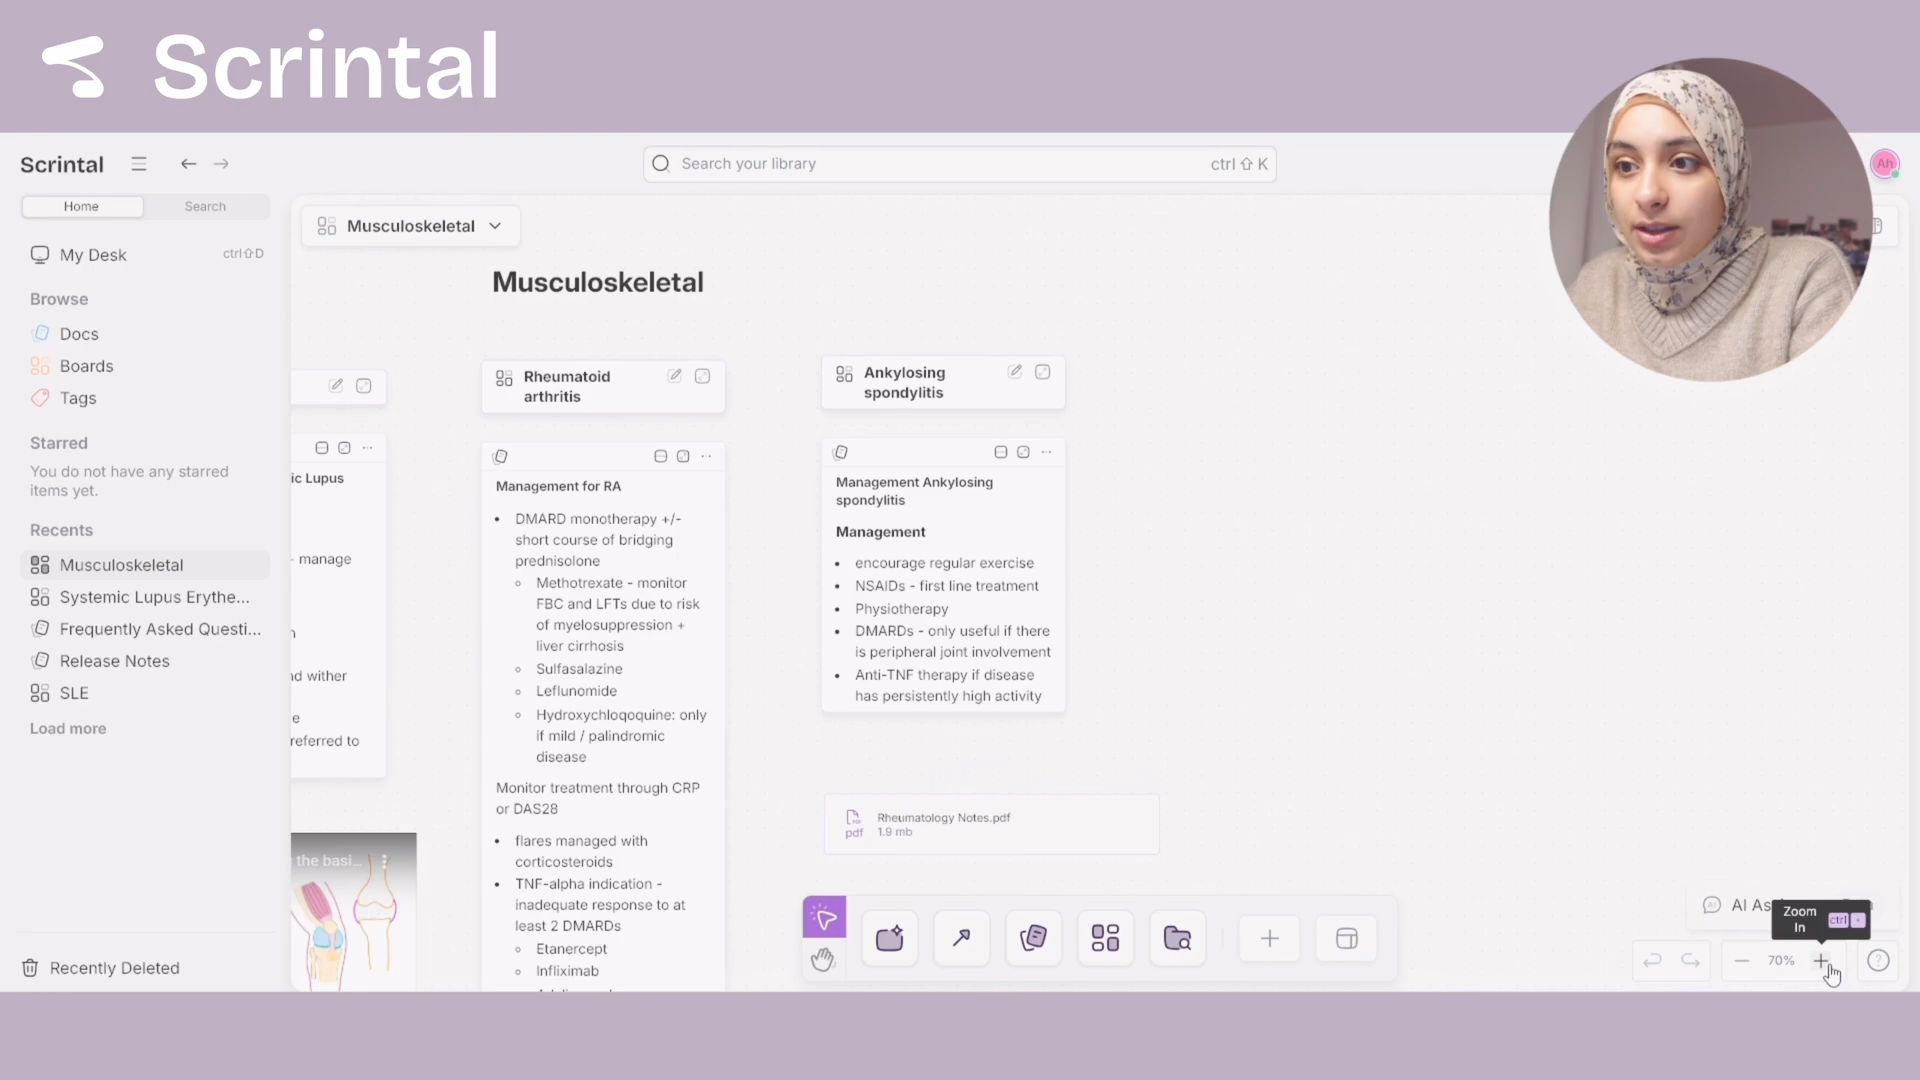 Scrintal
Scrintal
Search your library
ctrl ⇧ K
Ah
Home
Search
My Desk
ctrl⇧D
Browse
Docs
Boards
Tags
Starred
You do not have any starred
items yet.
Recents
Musculoskeletal
Systemic Lupus Erythe...
Frequently Asked Questi...
Release Notes
SLE
Load more
Recently Deleted
Musculoskeletal
Musculoskeletal
ic Lupus
- manage
nd wither
e
referred to
the basi...
Rheumatoid
arthritis
Management for RA
• DMARD monotherapy +/-
short course of bridging
prednisolone
◦ Methotrexate - monitor
FBC and LFTs due to risk
of myelosuppression +
liver cirrhosis
◦ Sulfasalazine
◦ Leflunomide
◦ Hydroxychloqoquine: only
if mild / palindromic
disease
Monitor treatment through CRP
or DAS28
• flares managed with
corticosteroids
• TNF-alpha indication -
inadequate response to
at least 2 DMARDs
◦ Etanercept
◦ Infliximab
Ankylosing
spondylitis
Management Ankylosing
spondylitis
Management
• encourage regular exercise
• NSAIDs - first line treatment
• Physiotherapy
• DMARDs - only useful if there
is peripheral joint involvement
• Anti-TNF therapy if disease
has persistently high activity
pdf
Rheumatology Notes.pdf
1.9 mb
AI As
Zoom
In
ctrl +
70%